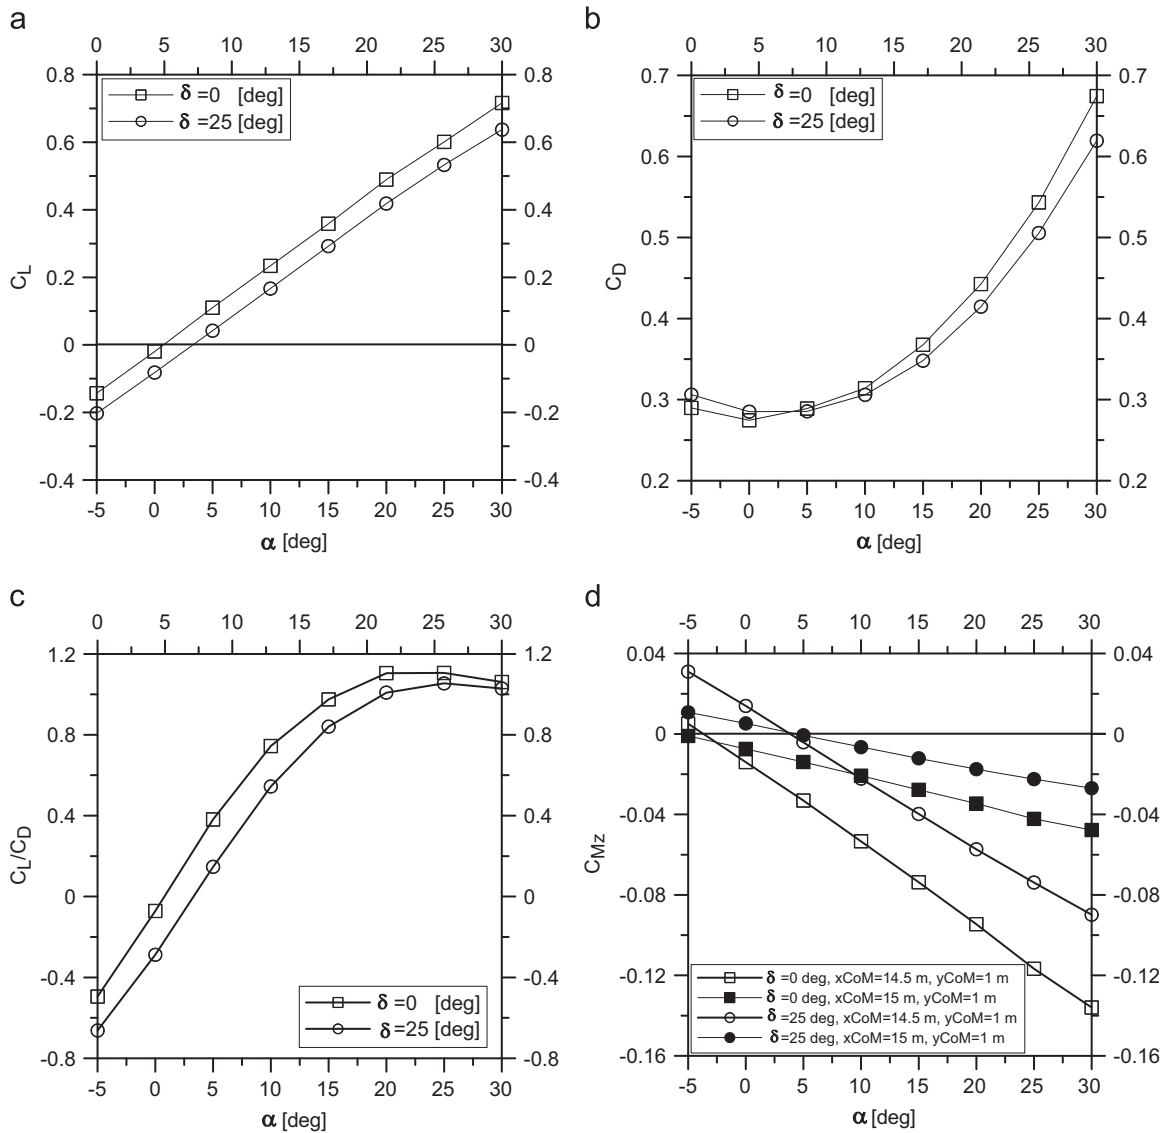 a
0 5 10 15 20 25 30
0.8 0.8
δ =0 [deg]
δ =25 [deg]
0.6 0.6
0.4 0.4
C_L
0.2 0.2
0 0
-0.2 -0.2
-0.4 -0.4
-5 0 5 10 15 20 25 30
α [deg]
b
0 5 10 15 20 25 30
0.7 0.7
δ =0 [deg]
δ =25 [deg]
0.6 0.6
0.5 0.5
C_D
0.4 0.4
0.3 0.3
0.2 0.2
-5 0 5 10 15 20 25 30
α [deg]
c
0 5 10 15 20 25 30
1.2 1.2
0.8 0.8
0.4 0.4
C_L/C_D
0 0
-0.4 -0.4
δ =0 [deg]
δ =25 [deg]
-0.8 -0.8
-5 0 5 10 15 20 25 30
α [deg]
d
-5 0 5 10 15 20 25 30
0.04 0.04
0 0
-0.04 -0.04
C_Mz
-0.08 -0.08
-0.12 -0.12
δ =0 deg, xCoM=14.5 m, yCoM=1 m
δ =0 deg, xCoM=15 m, yCoM=1 m
δ =25 deg, xCoM=14.5 m, yCoM=1 m
δ =25 deg, xCoM=15 m, yCoM=1 m
-0.16 -0.16
-5 0 5 10 15 20 25 30
α [deg]